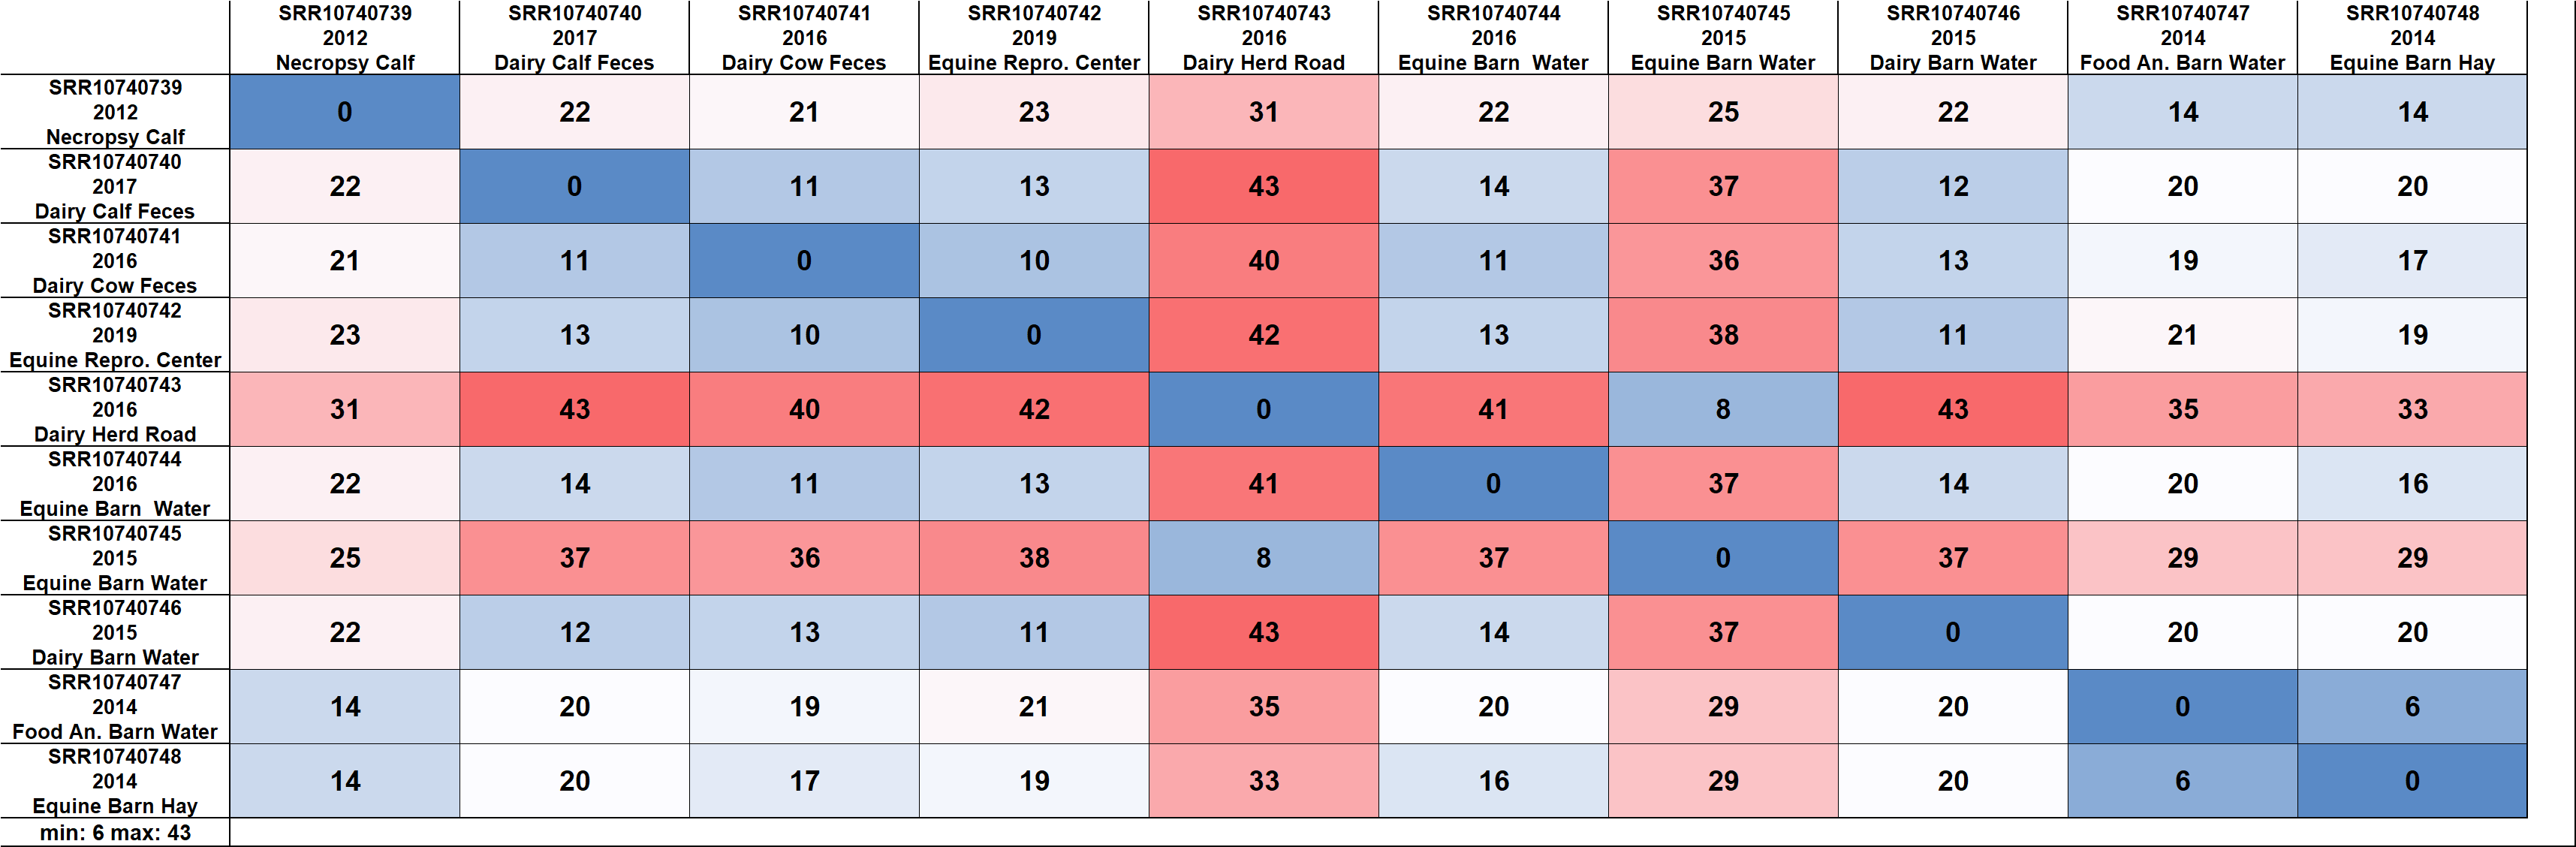 SRR10740739 SRR10740740 SRR10740741 SRR10740742 SRR10740743 SRR10740744 SRR10740745 SRR10740746 SRR10740747 SRR10740748
2012 2017 2016 2019 2016 2016 2015 2015 2014 2014
Necropsy Calf Dairy Calf Feces Dairy Cow Feces Equine Repro. Center Dairy Herd Road Equine Barn  Water Equine Barn Water Dairy Barn Water Food An. Barn Water Equine Barn Hay
SRR10740739
2012 0 22 21 23 31 22 25 22 14 14
Necropsy Calf
SRR10740740
2017 22 0 11 13 43 14 37 12 20 20
Dairy Calf Feces
SRR10740741
2016 21 11 0 10 40 11 36 13 19 17
Dairy Cow Feces
SRR10740742
2019 23 13 10 0 42 13 38 11 21 19
Equine Repro. Center
SRR10740743
2016 31 43 40 42 0 41 8 43 35 33
Dairy Herd Road
SRR10740744
2016 22 14 11 13 41 0 37 14 20 16
Equine Barn  Water
SRR10740745
2015 25 37 36 38 8 37 0 37 29 29
Equine Barn Water
SRR10740746
2015 22 12 13 11 43 14 37 0 20 20
Dairy Barn Water
SRR10740747
2014 14 20 19 21 35 20 29 20 0 6
Food An. Barn Water
SRR10740748
2014 14 20 17 19 33 16 29 20 6 0
Equine Barn Hay
min: 6 max: 43